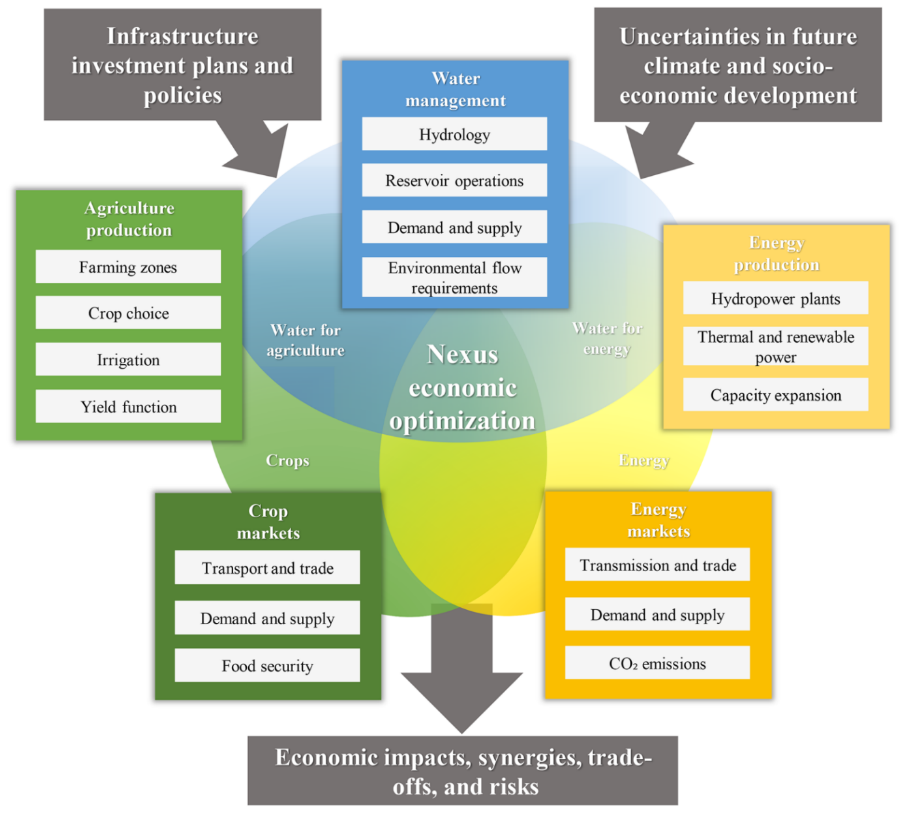 Infrastructure
investment plans and
policies
Uncertainties in future
climate and socio-
economic development
Water
management
Hydrology
Reservoir operations
Demand and supply
Environmental flow
requirements
Agriculture
production
Farming zones
Crop choice
Irrigation
Yield function
Energy
production
Hydropower plants
Thermal and renewable
power
Capacity expansion
Water for
agriculture
Water for
energy
Nexus
economic
optimization
Crops
Energy
Crop
markets
Transport and trade
Demand and supply
Food security
Energy
markets
Transmission and trade
Demand and supply
CO₂ emissions
Economic impacts, synergies, trade-
offs, and risks